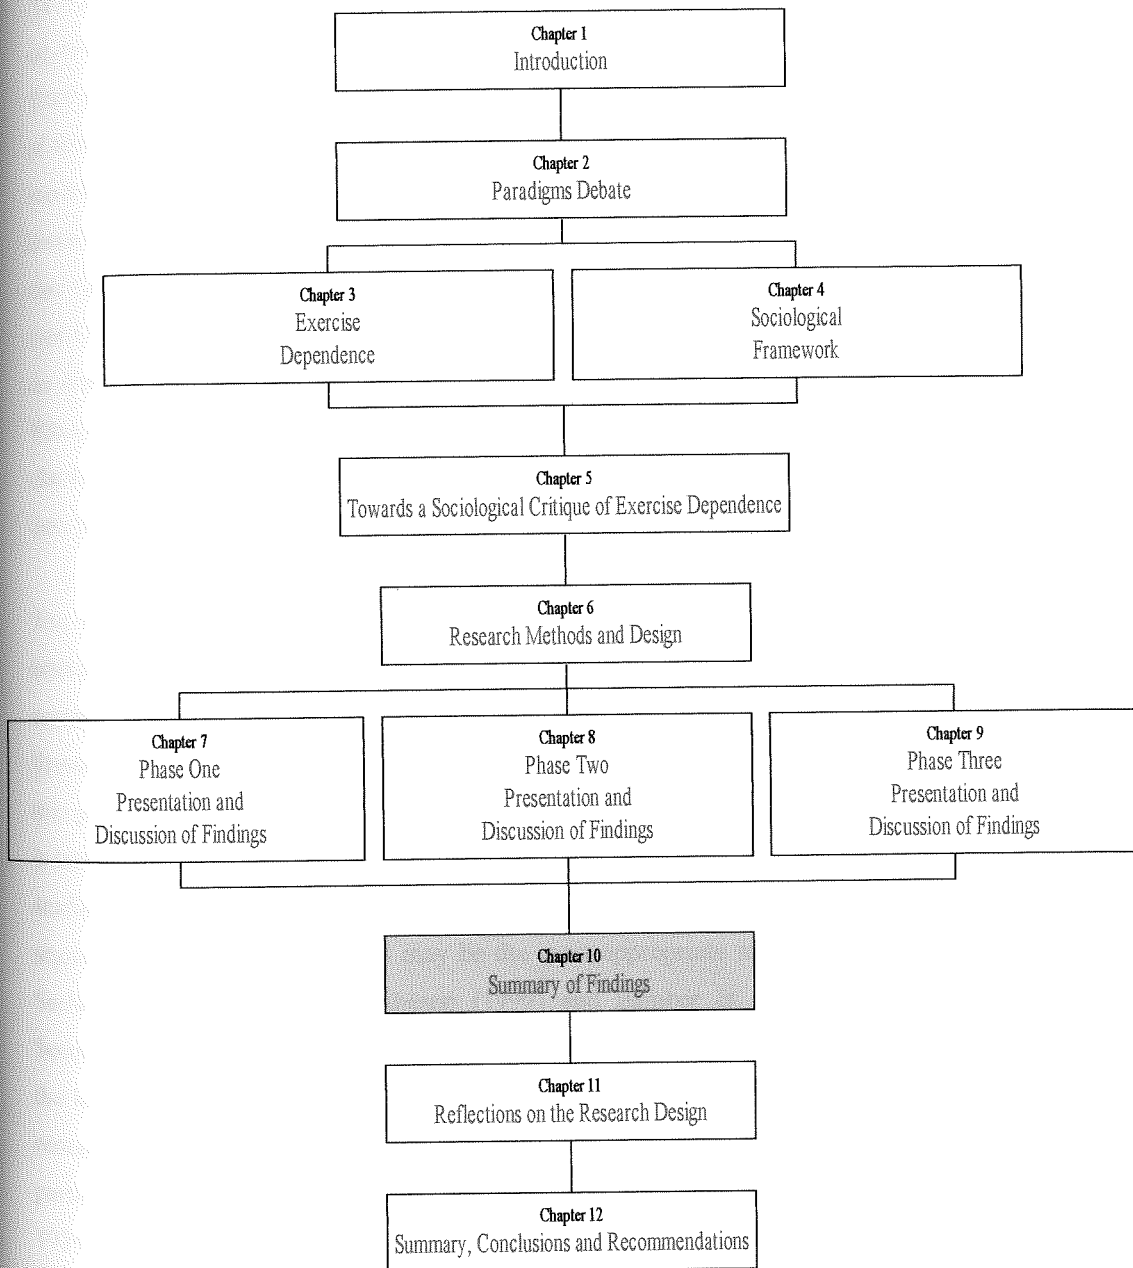 Chapter 1
Introduction
Chapter 2
Paradigms Debate
Chapter 3
Exercise
Dependence
Chapter 4
Sociological
Framework
Chapter 5
Towards a Sociological Critique of Exercise Dependence
Chapter 6
Research Methods and Design
Chapter 7
Phase One
Presentation and
Discussion of Findings
Chapter 8
Phase Two
Presentation and
Discussion of Findings
Chapter 9
Phase Three
Presentation and
Discussion of Findings
Chapter 10
Summary of Findings
Chapter 11
Reflections on the Research Design
Chapter 12
Summary, Conclusions and Recommendations